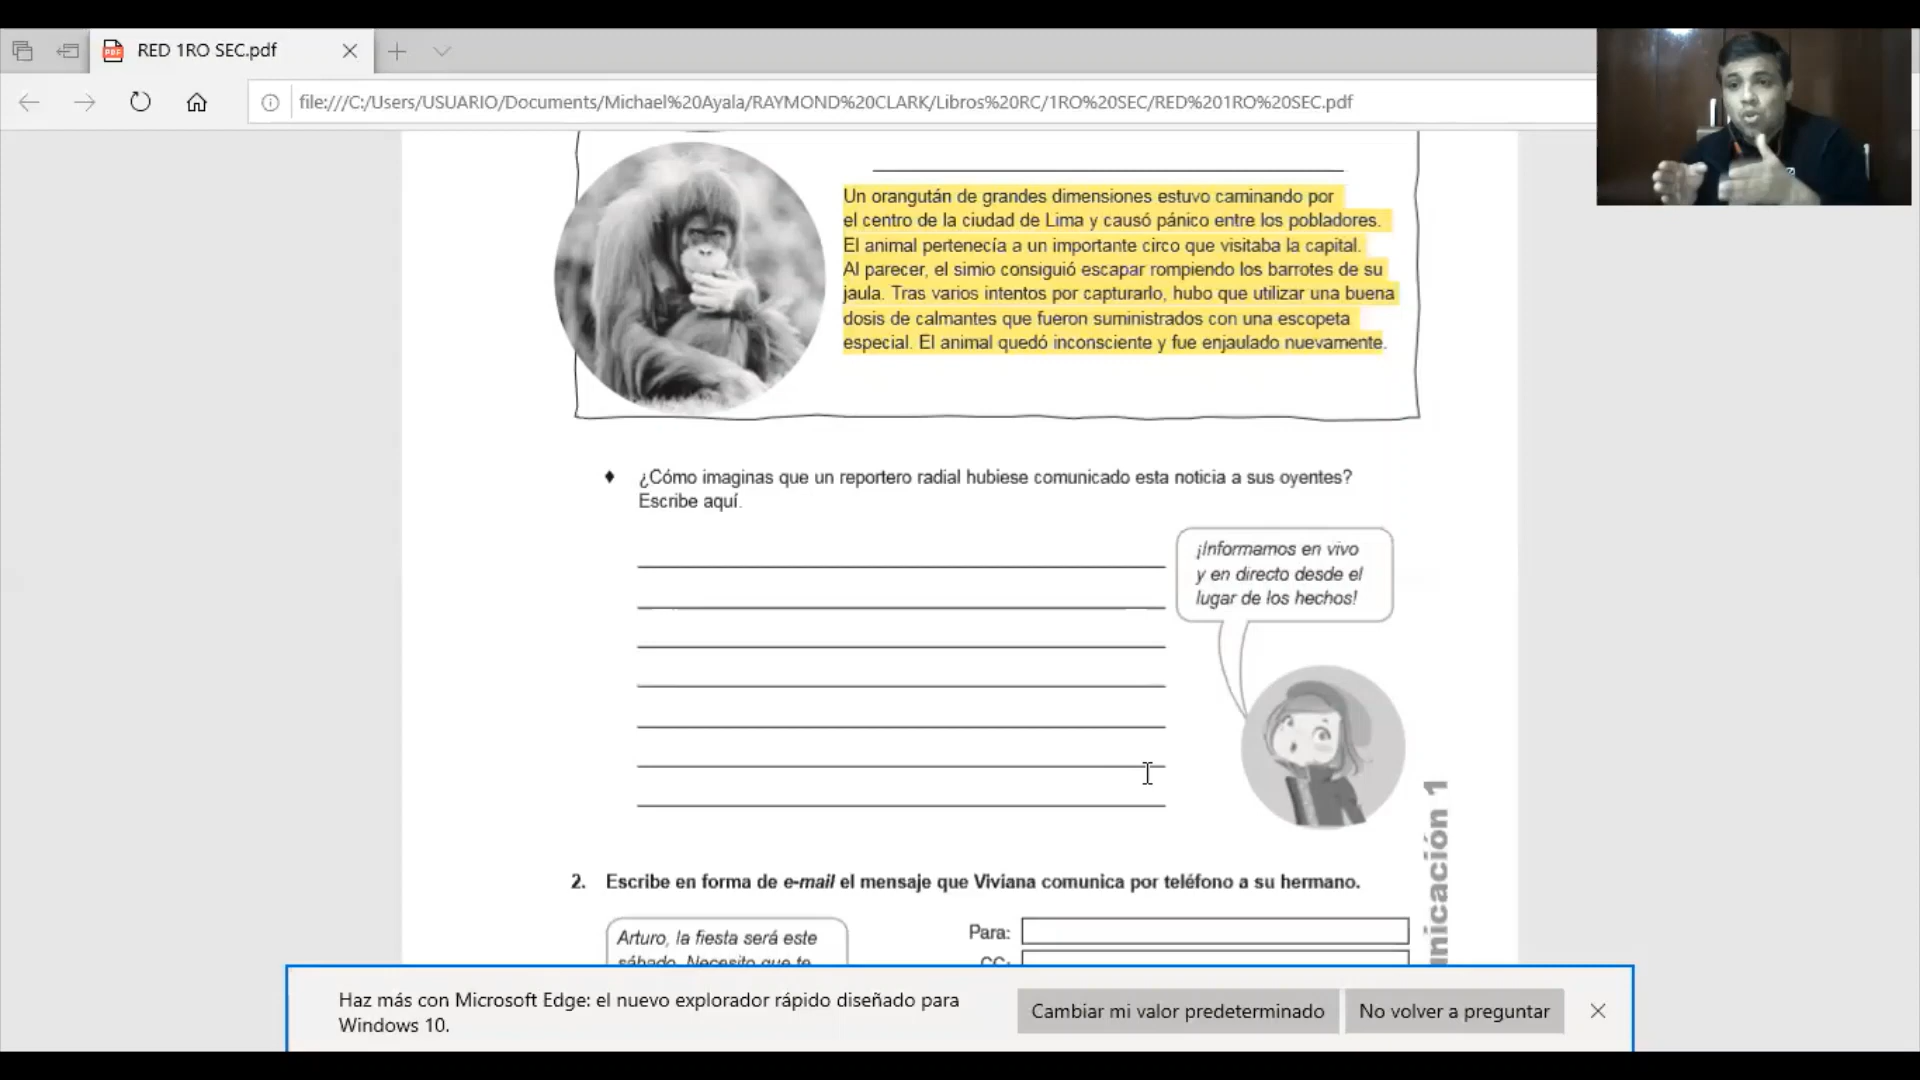 RED 1RO SEC.pdf
file:///C:/Users/USUARIO/Documents/Michael%20Ayala/RAYMOND%20CLARK/Libros%20RC/1RO%20SEC/RED%201RO%20SEC.pdf
Un orangután de grandes dimensiones estuvo caminando por
el centro de la ciudad de Lima y causó pánico entre los pobladores.
El animal pertenecía a un importante circo que visitaba la capital.
Al parecer, el simio consiguió escapar rompiendo los barrotes de su
jaula. Tras varios intentos por capturarlo, hubo que utilizar una buena
dosis de calmantes que fueron suministrados con una escopeta
especial. El animal quedó inconsciente y fue enjaulado nuevamente.
♦ ¿Cómo imaginas que un reportero radial hubiese comunicado esta noticia a sus oyentes?
Escribe aquí.
¡Informamos en vivo
y en directo desde el
lugar de los hechos!
2. Escribe en forma de e-mail el mensaje que Viviana comunica por teléfono a su hermano.
Arturo, la fiesta será este
sábado. Necesito que te
Para:
CC:
nicación 1
Haz más con Microsoft Edge: el nuevo explorador rápido diseñado para
Windows 10.
Cambiar mi valor predeterminado
No volver a preguntar